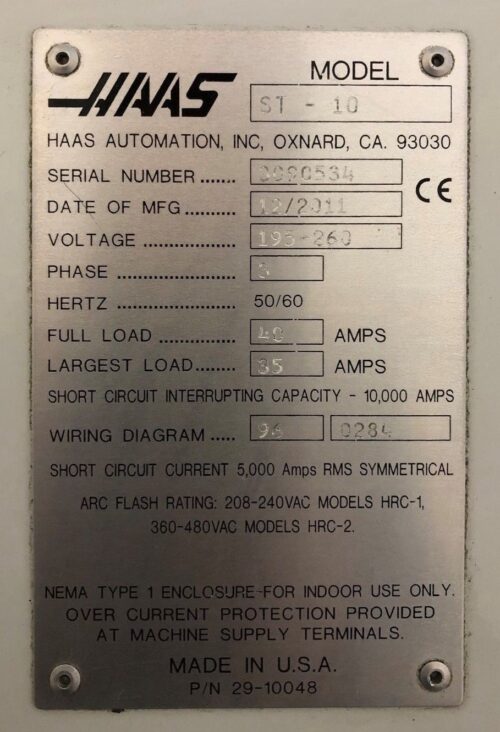 HAAS
MODEL ST - 10
HAAS AUTOMATION, INC, OXNARD, CA. 93030
SERIAL NUMBER ....... 3090534
CE
DATE OF MFG ......... 12/2011
VOLTAGE ................ 195-260
PHASE .................... 3
HERTZ .................... 50/60
FULL LOAD ............. 40 AMPS
LARGEST LOAD....... 35 AMPS
SHORT CIRCUIT INTERRUPTING CAPACITY - 10,000 AMPS
WIRING DIAGRAM ..... 96 0284
SHORT CIRCUIT CURRENT 5,000 Amps RMS SYMMETRICAL
ARC FLASH RATING: 208-240VAC MODELS HRC-1,
360-480VAC MODELS HRC-2.
NEMA TYPE 1 ENCLOSURE-FOR INDOOR USE ONLY.
OVER CURRENT PROTECTION PROVIDED
AT MACHINE SUPPLY TERMINALS.
MADE IN U.S.A.
P/N 29-10048